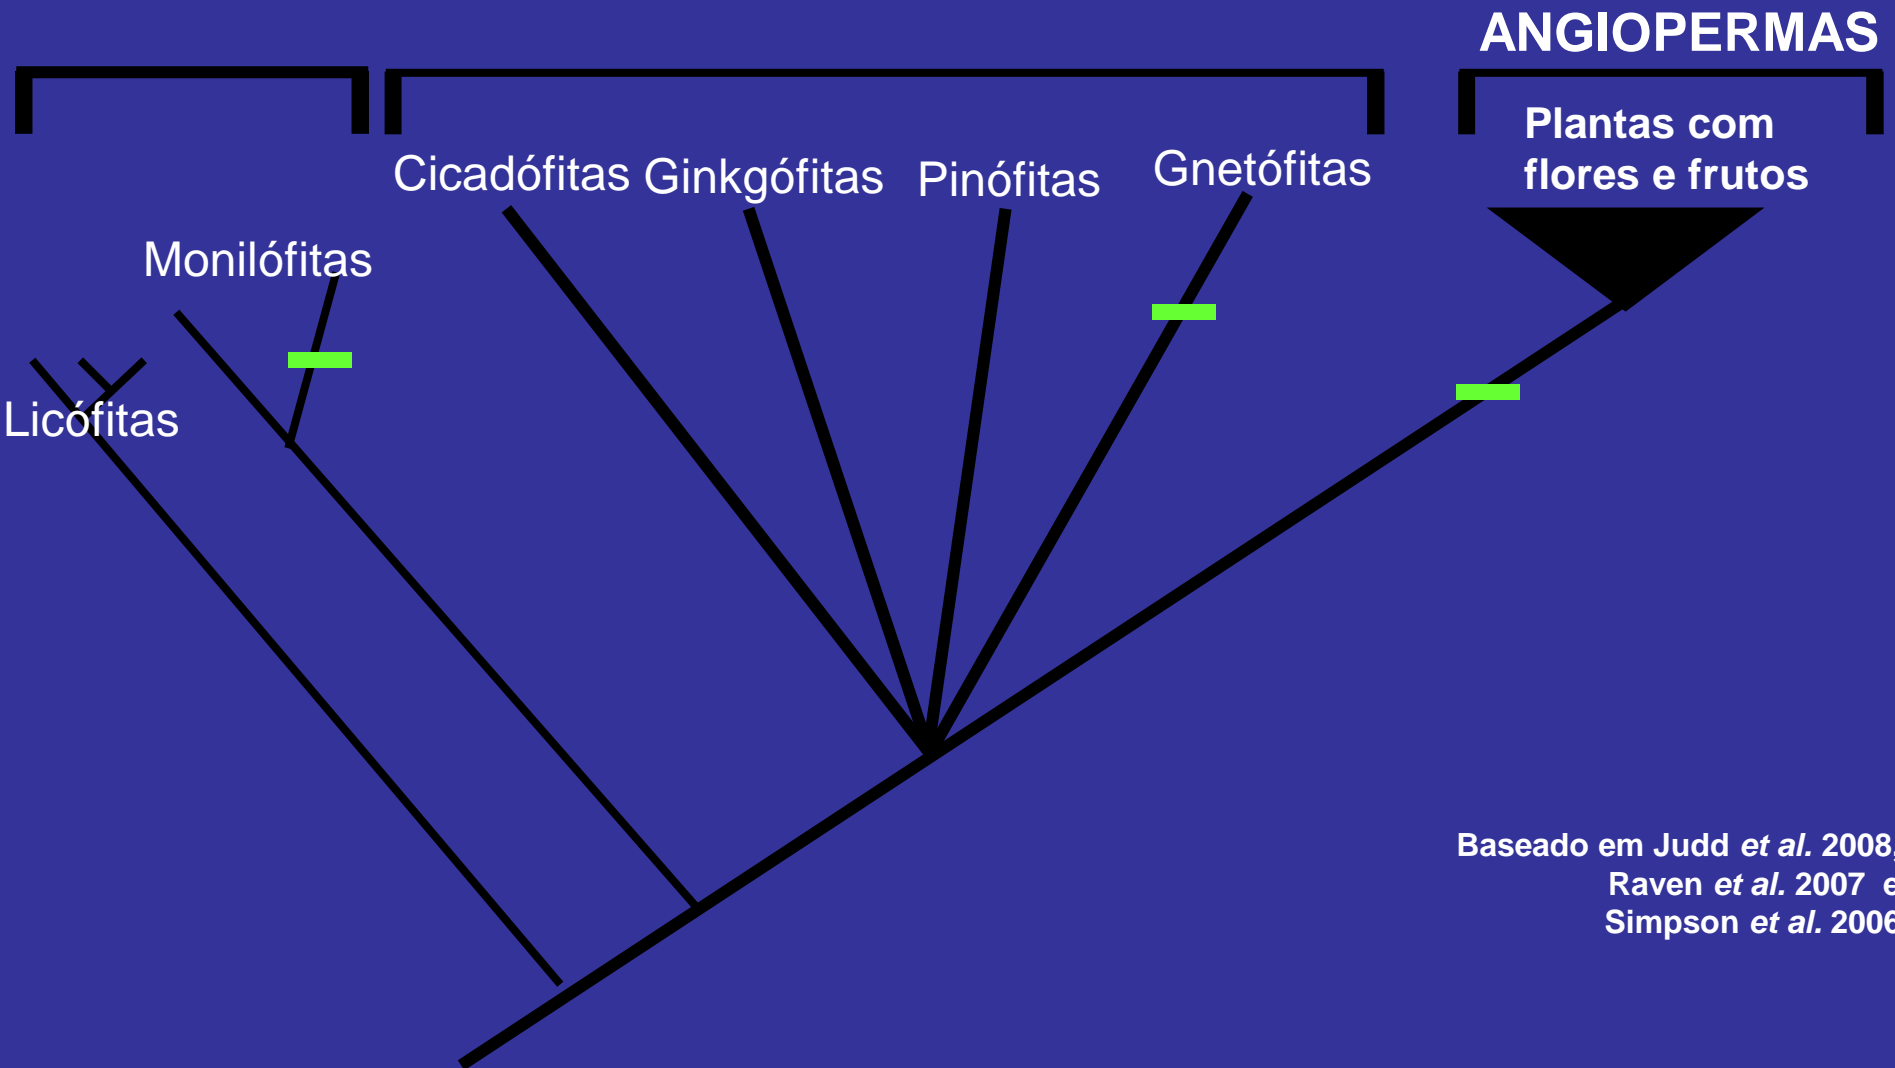 ANGIOPERMAS
Plantas com
flores e frutos
Cicadófitas
Ginkgófitas
Pinófitas
Gnetófitas
Monilófitas
Licófitas
Baseado em Judd et al. 2008,
Raven et al. 2007 e
Simpson et al. 2006